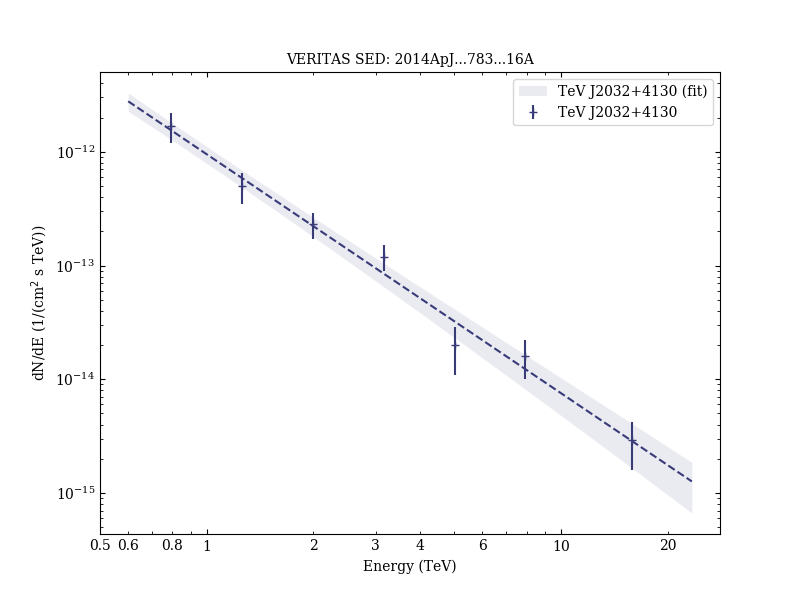 VERITAS SED: 2014ApJ...783...16A
TeV J2032+4130 (fit)
TeV J2032+4130
dN/dE (1/(cm² s TeV))
10⁻¹²
10⁻¹³
10⁻¹⁴
10⁻¹⁵
0.5 0.6 0.8 1 2 3 4 6 10 20
Energy (TeV)